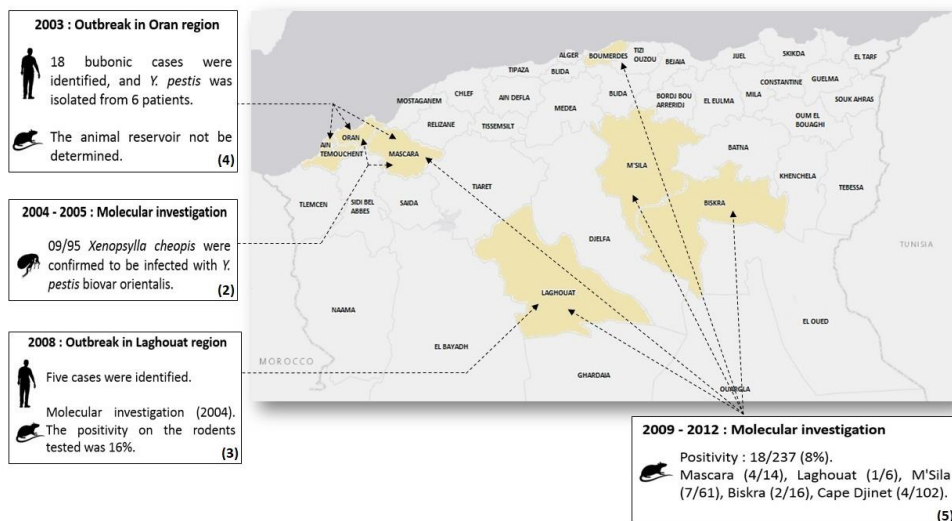 2003 : Outbreak in Oran region
18 bubonic cases were
identified, and Y. pestis was
isolated from 6 patients.
The animal reservoir not be
determined.
(4)
2004 - 2005 : Molecular investigation
09/95 Xenopsylla cheopis were
confirmed to be infected with Y.
pestis biovar orientalis.
(2)
2008 : Outbreak in Laghouat region
Five cases were identified.
Molecular investigation (2004).
The positivity on the rodents
tested was 16%.
(3)
ALGER
BOUMERDES
TIZI
OUZOU
BEJAIA
JIJEL
SKIKDA
EL TARF
TIPAZA
BLIDA
CONSTANTINE
GUELMA
MOSTAGANEM
CHLEF
AIN DEFLA
MEDEA
BLIDA
BORDJ BOU
ARRERIDJ
EL EULMA
MILA
SOUK AHRAS
RELIZANE
TISSEMSILT
OUM EL
BOUAGHI
ORAN
AIN
TEMOUCHENT
MASCARA
M'SILA
BATNA
KHENCHELA
TEBESSA
TLEMCEN
SIDI BEL
ABBES
SAIDA
TIARET
BISKRA
DJELFA
TUNISIA
LAGHOUAT
NAAMA
EL OUED
EL BAYADH
MOROCCO
GHARDAIA
OUARGLA
2009 - 2012 : Molecular investigation
Positivity : 18/237 (8%).
Mascara (4/14), Laghouat (1/6), M'Sila
(7/61), Biskra (2/16), Cape Djinet (4/102).
(5)